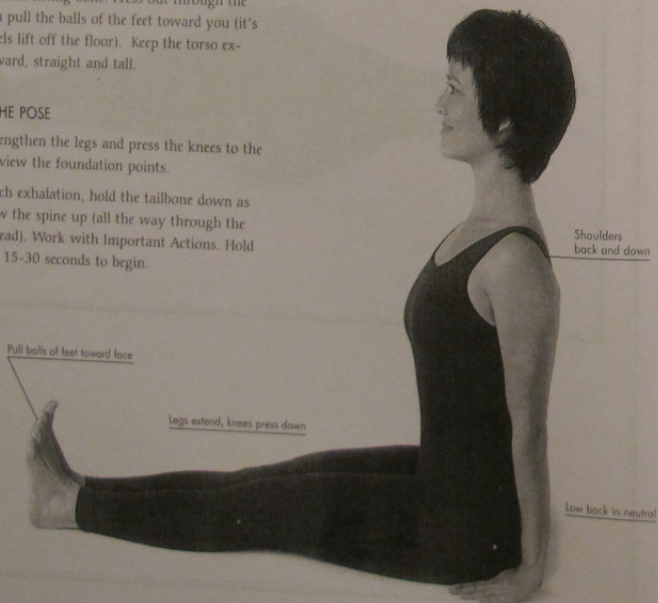 pull the balls of the feet toward you (it's
lift off the floor). Keep the torso ex-
straight and tall.
POSE
engthen the legs and press the knees to the
view the foundation points.
ch exhalation, hold the tailbone down as
the spine up (all the way through the
ead). Work with Important Actions. Hold
15-30 seconds to begin.
Shoulders
back and down
Pull balls of feet toward face
Legs extend, knees press down
Low back in neutral